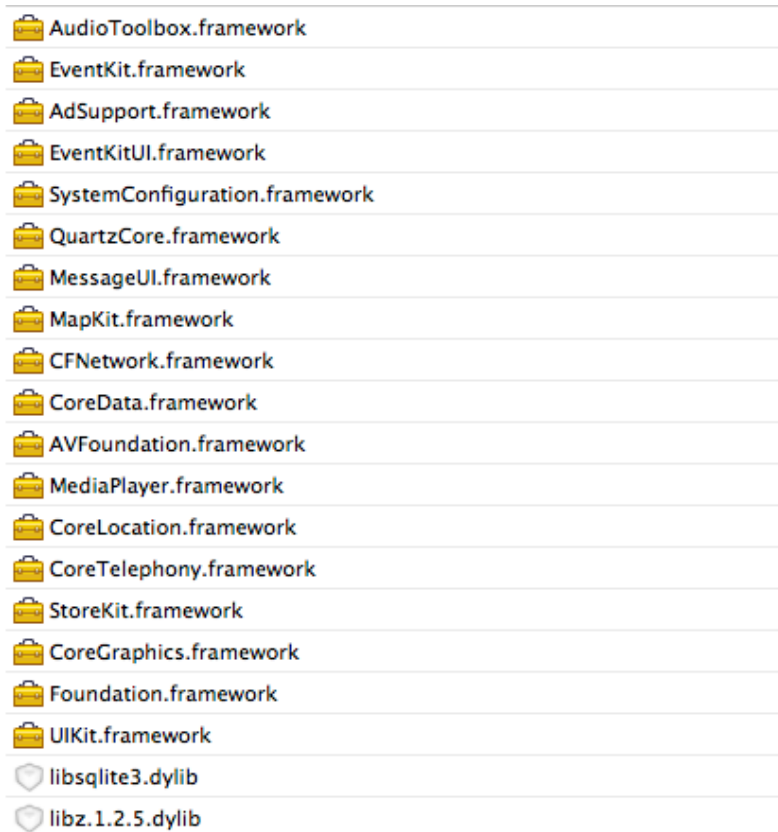 AudioToolbox.framework
EventKit.framework
AdSupport.framework
EventKitUI.framework
SystemConfiguration.framework
QuartzCore.framework
MessageUI.framework
MapKit.framework
CFNetwork.framework
CoreData.framework
AVFoundation.framework
MediaPlayer.framework
CoreLocation.framework
CoreTelephony.framework
StoreKit.framework
CoreGraphics.framework
Foundation.framework
UIKit.framework
libsqlite3.dylib
libz.1.2.5.dylib